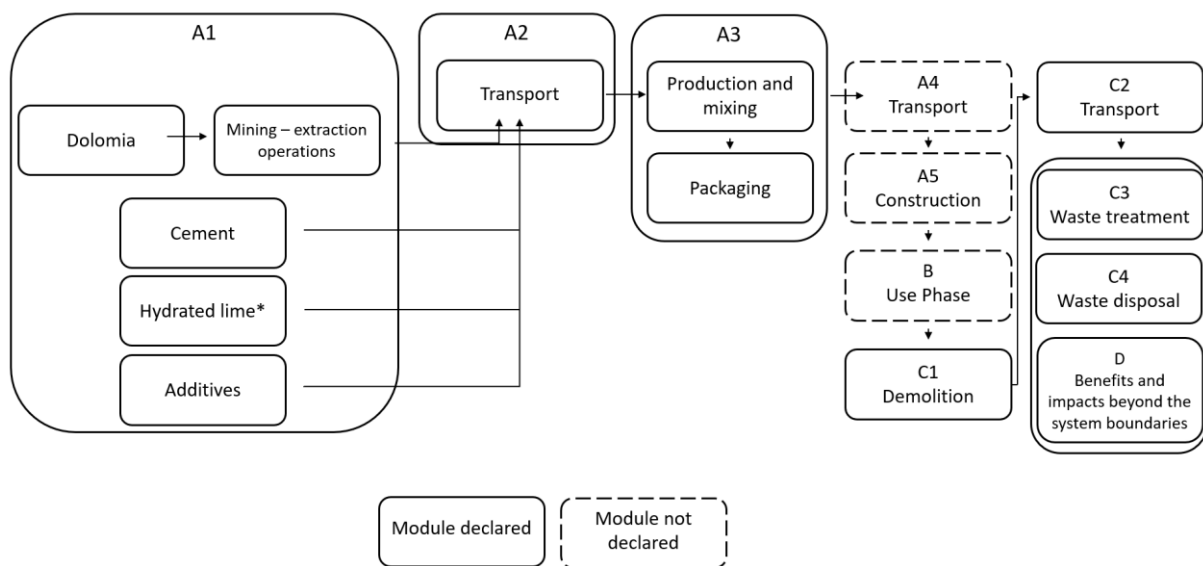 A1
Dolomia
Mining – extraction
operations
Cement
Hydrated lime*
Additives
A2
Transport
A3
Production and
mixing
Packaging
A4
Transport
A5
Construction
B
Use Phase
C1
Demolition
C2
Transport
C3
Waste treatment
C4
Waste disposal
D
Benefits and
impacts beyond the
system boundaries
Module declared
Module not
declared